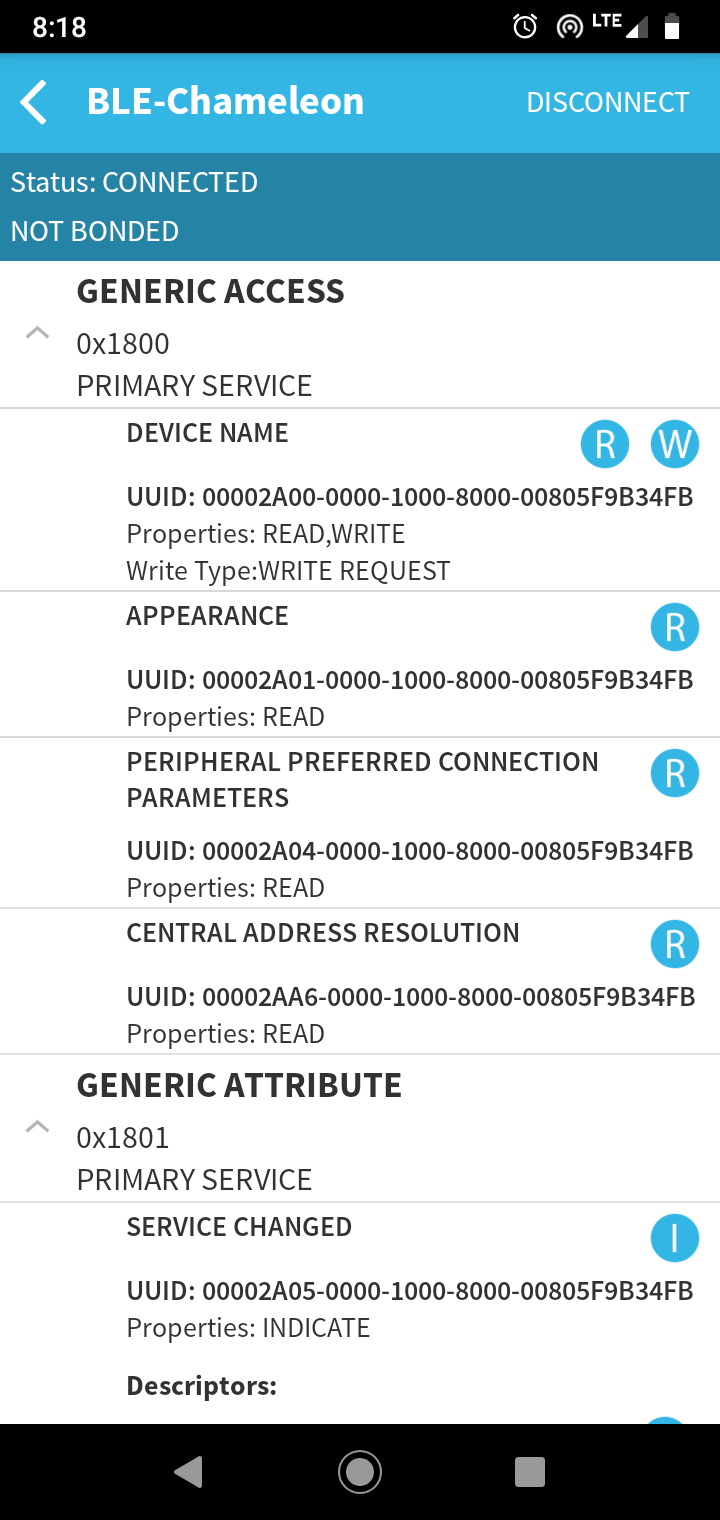 8:18
LTE
BLE-Chameleon
DISCONNECT
Status: CONNECTED
NOT BONDED
GENERIC ACCESS
0x1800
PRIMARY SERVICE
DEVICE NAME
R W
UUID: 00002A00-0000-1000-8000-00805F9B34FB
Properties: READ,WRITE
Write Type:WRITE REQUEST
APPEARANCE
R
UUID: 00002A01-0000-1000-8000-00805F9B34FB
Properties: READ
PERIPHERAL PREFERRED CONNECTION
PARAMETERS
R
UUID: 00002A04-0000-1000-8000-00805F9B34FB
Properties: READ
CENTRAL ADDRESS RESOLUTION
R
UUID: 00002AA6-0000-1000-8000-00805F9B34FB
Properties: READ
GENERIC ATTRIBUTE
0x1801
PRIMARY SERVICE
SERVICE CHANGED
I
UUID: 00002A05-0000-1000-8000-00805F9B34FB
Properties: INDICATE
Descriptors: